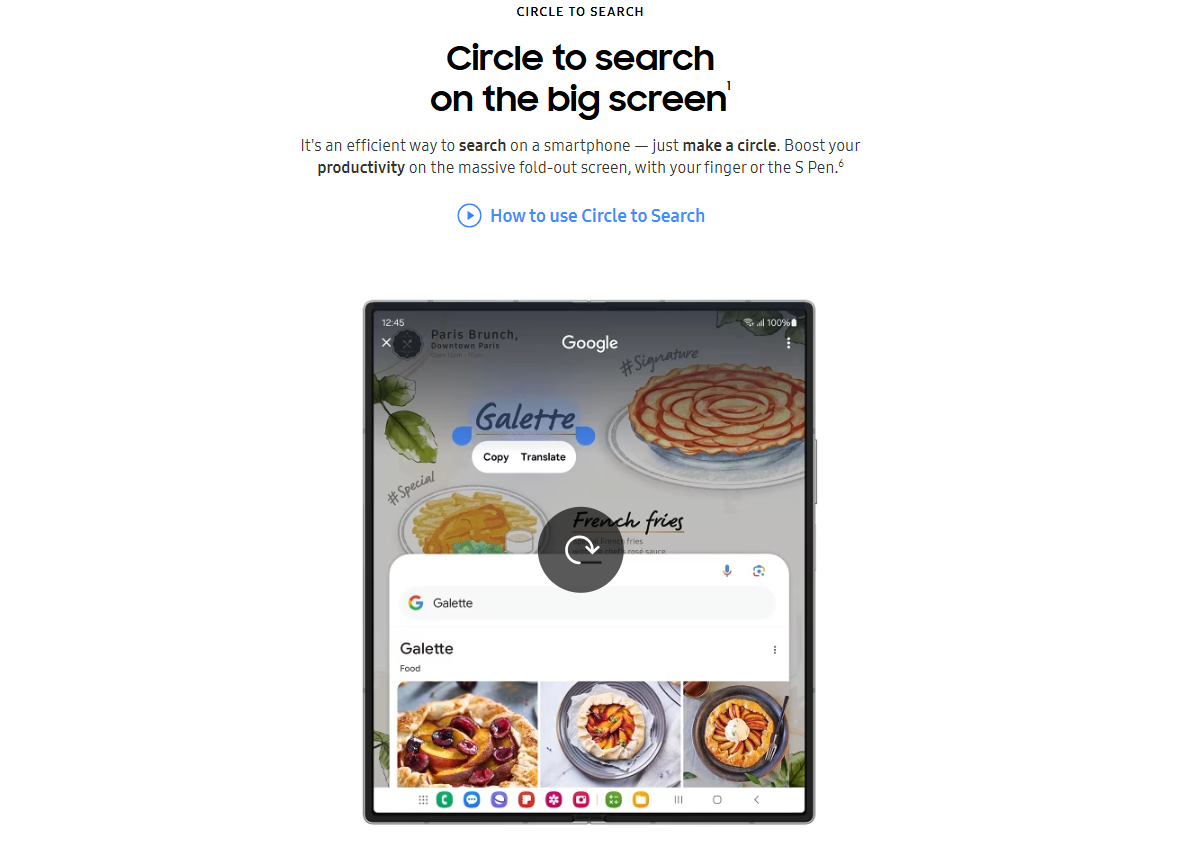 CIRCLE TO SEARCH
Circle to search
on the big screen¹
It's an efficient way to search on a smartphone — just make a circle. Boost your
productivity on the massive fold-out screen, with your finger or the S Pen.⁶
How to use Circle to Search
12:45
100%
Paris Brunch,
Downtown Paris
Google
#Signature
Galette
Copy Translate
#Special
French fries
French fries
rosé sauce
Galette
Galette
Food